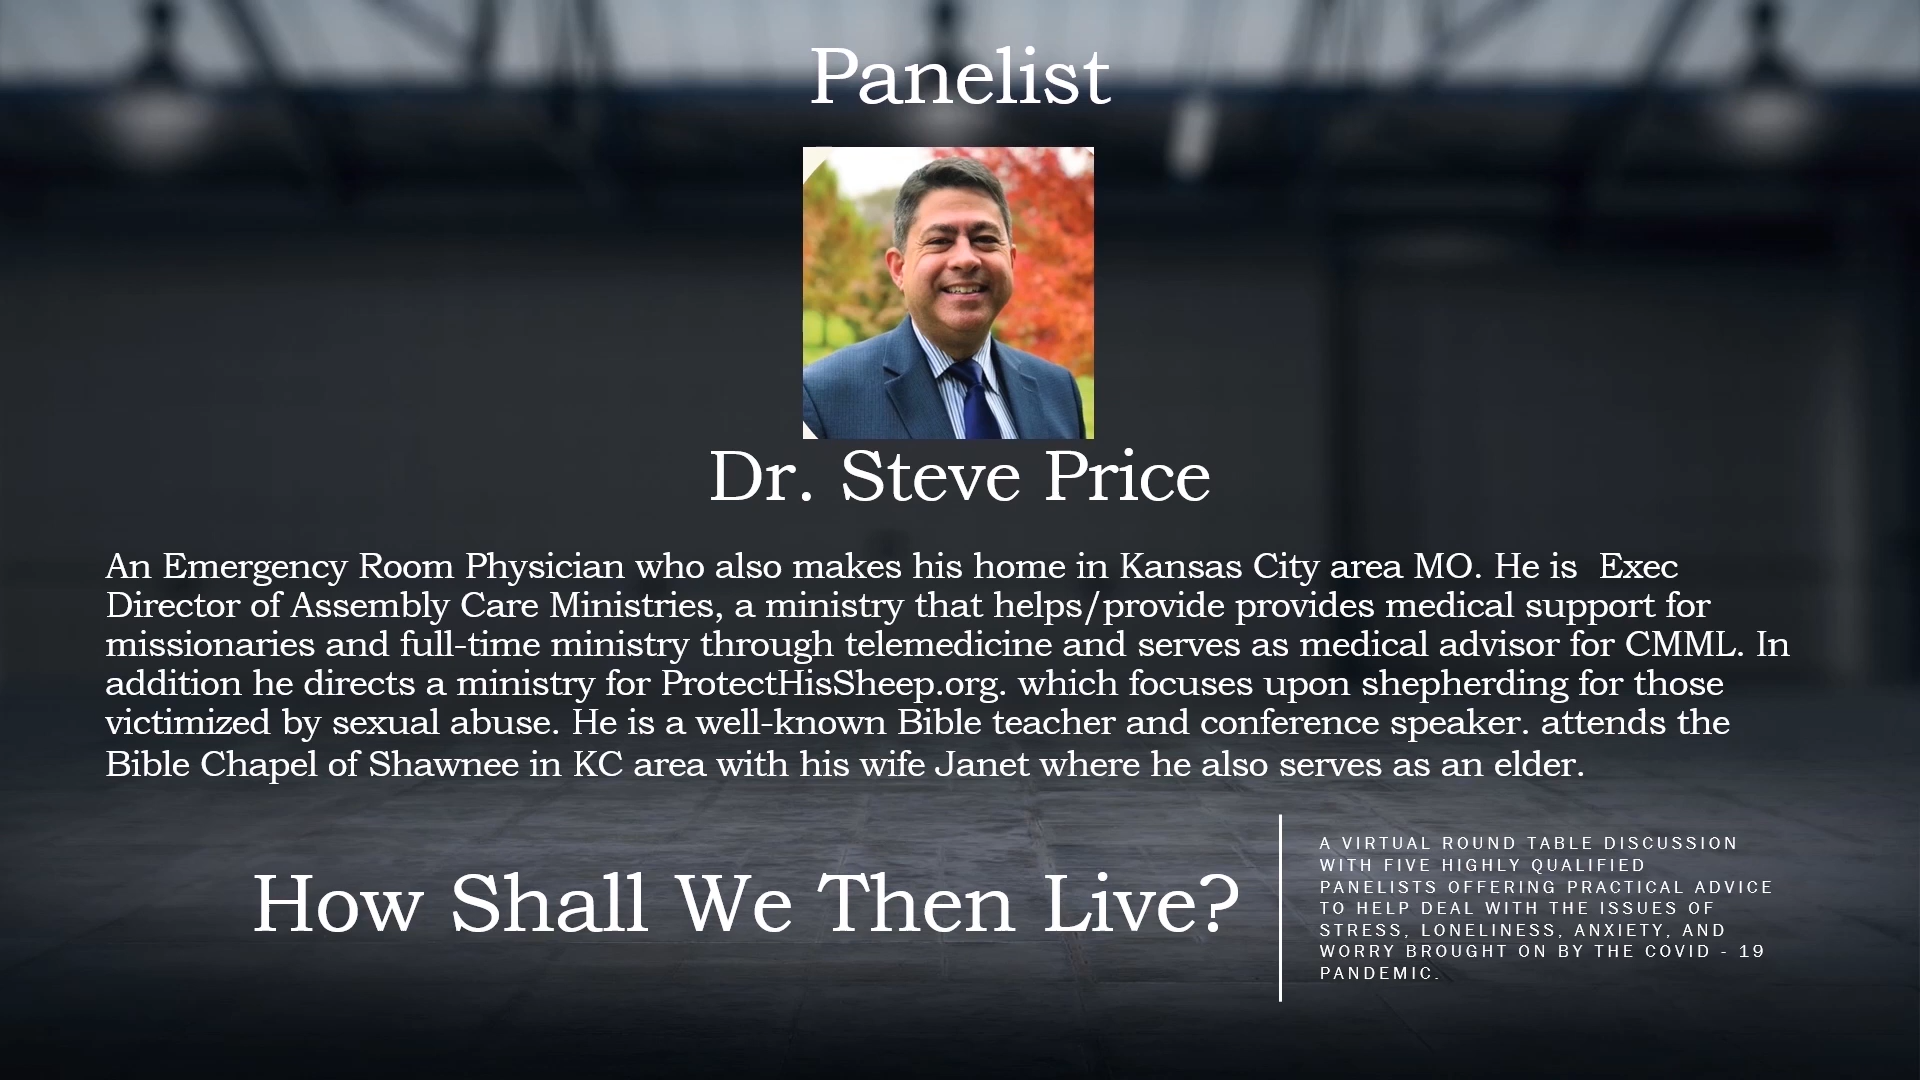 Panelist
Dr. Steve Price
An Emergency Room Physician who also makes his home in Kansas City area MO. He is  Exec
Director of Assembly Care Ministries, a ministry that helps/provide provides medical support for
missionaries and full-time ministry through telemedicine and serves as medical advisor for CMML. In
addition he directs a ministry for ProtectHisSheep.org. which focuses upon shepherding for those
victimized by sexual abuse. He is a well-known Bible teacher and conference speaker. attends the
Bible Chapel of Shawnee in KC area with his wife Janet where he also serves as an elder.
How Shall We Then Live?
A VIRTUAL ROUND TABLE DISCUSSION
WITH FIVE HIGHLY QUALIFIED
PANELISTS OFFERING PRACTICAL ADVICE
TO HELP DEAL WITH THE ISSUES OF
STRESS, LONELINESS, ANXIETY, AND
WORRY BROUGHT ON BY THE COVID - 19
PANDEMIC.